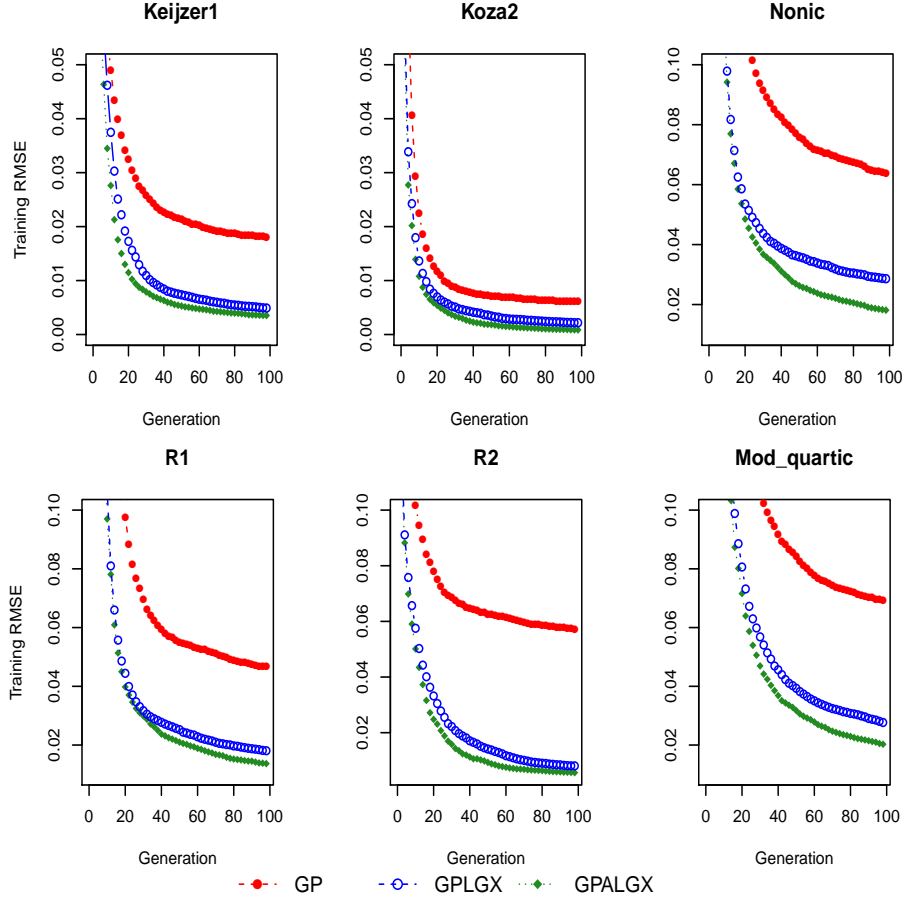 Keijzer1 Koza2 Nonic
Training RMSE
0.00 0.01 0.02 0.03 0.04 0.05
0 20 40 60 80 100
Generation
0.00 0.01 0.02 0.03 0.04 0.05
0 20 40 60 80 100
Generation
0.02 0.04 0.06 0.08 0.10
0 20 40 60 80 100
Generation
R1 R2 Mod_quartic
Training RMSE
0.02 0.04 0.06 0.08 0.10
0 20 40 60 80 100
Generation
0.02 0.04 0.06 0.08 0.10
0 20 40 60 80 100
Generation
0.02 0.04 0.06 0.08 0.10
0 20 40 60 80 100
Generation
GP GPLGX GPALGX